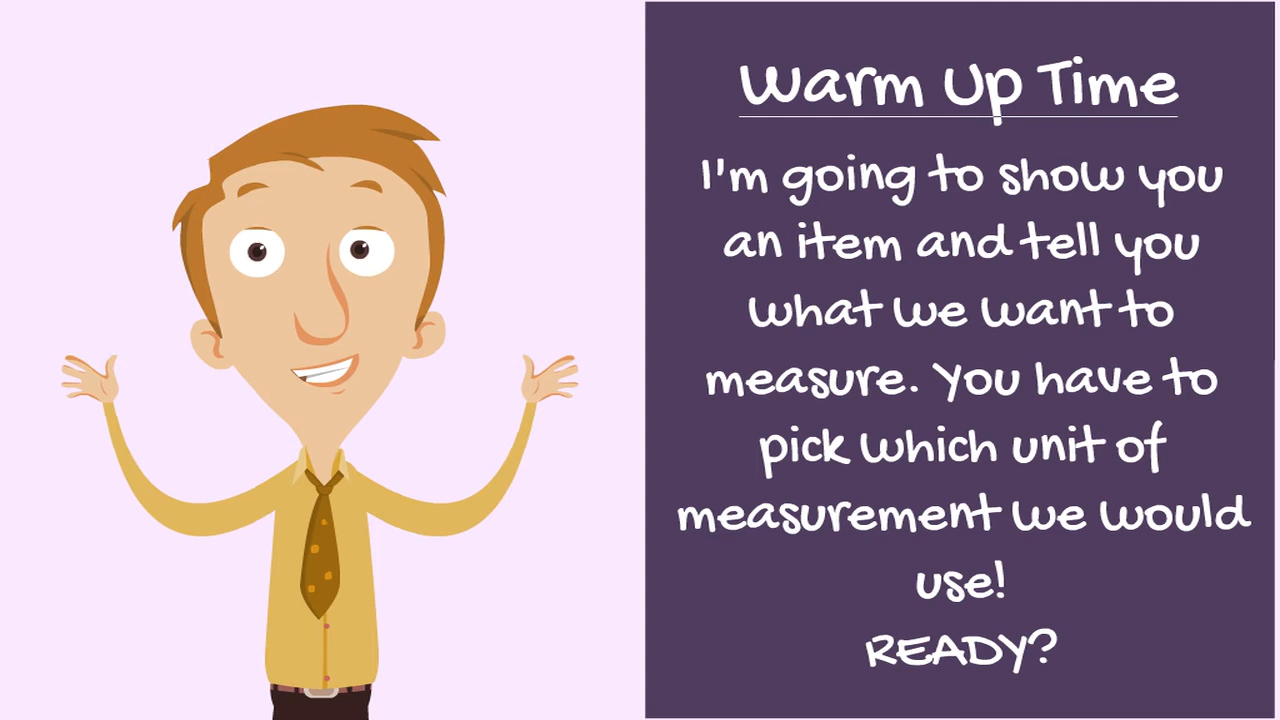 Warm Up Time
I'm going to show you
an item and tell you
what we want to
measure. You have to
pick which unit of
measurement we would
use!
READY?